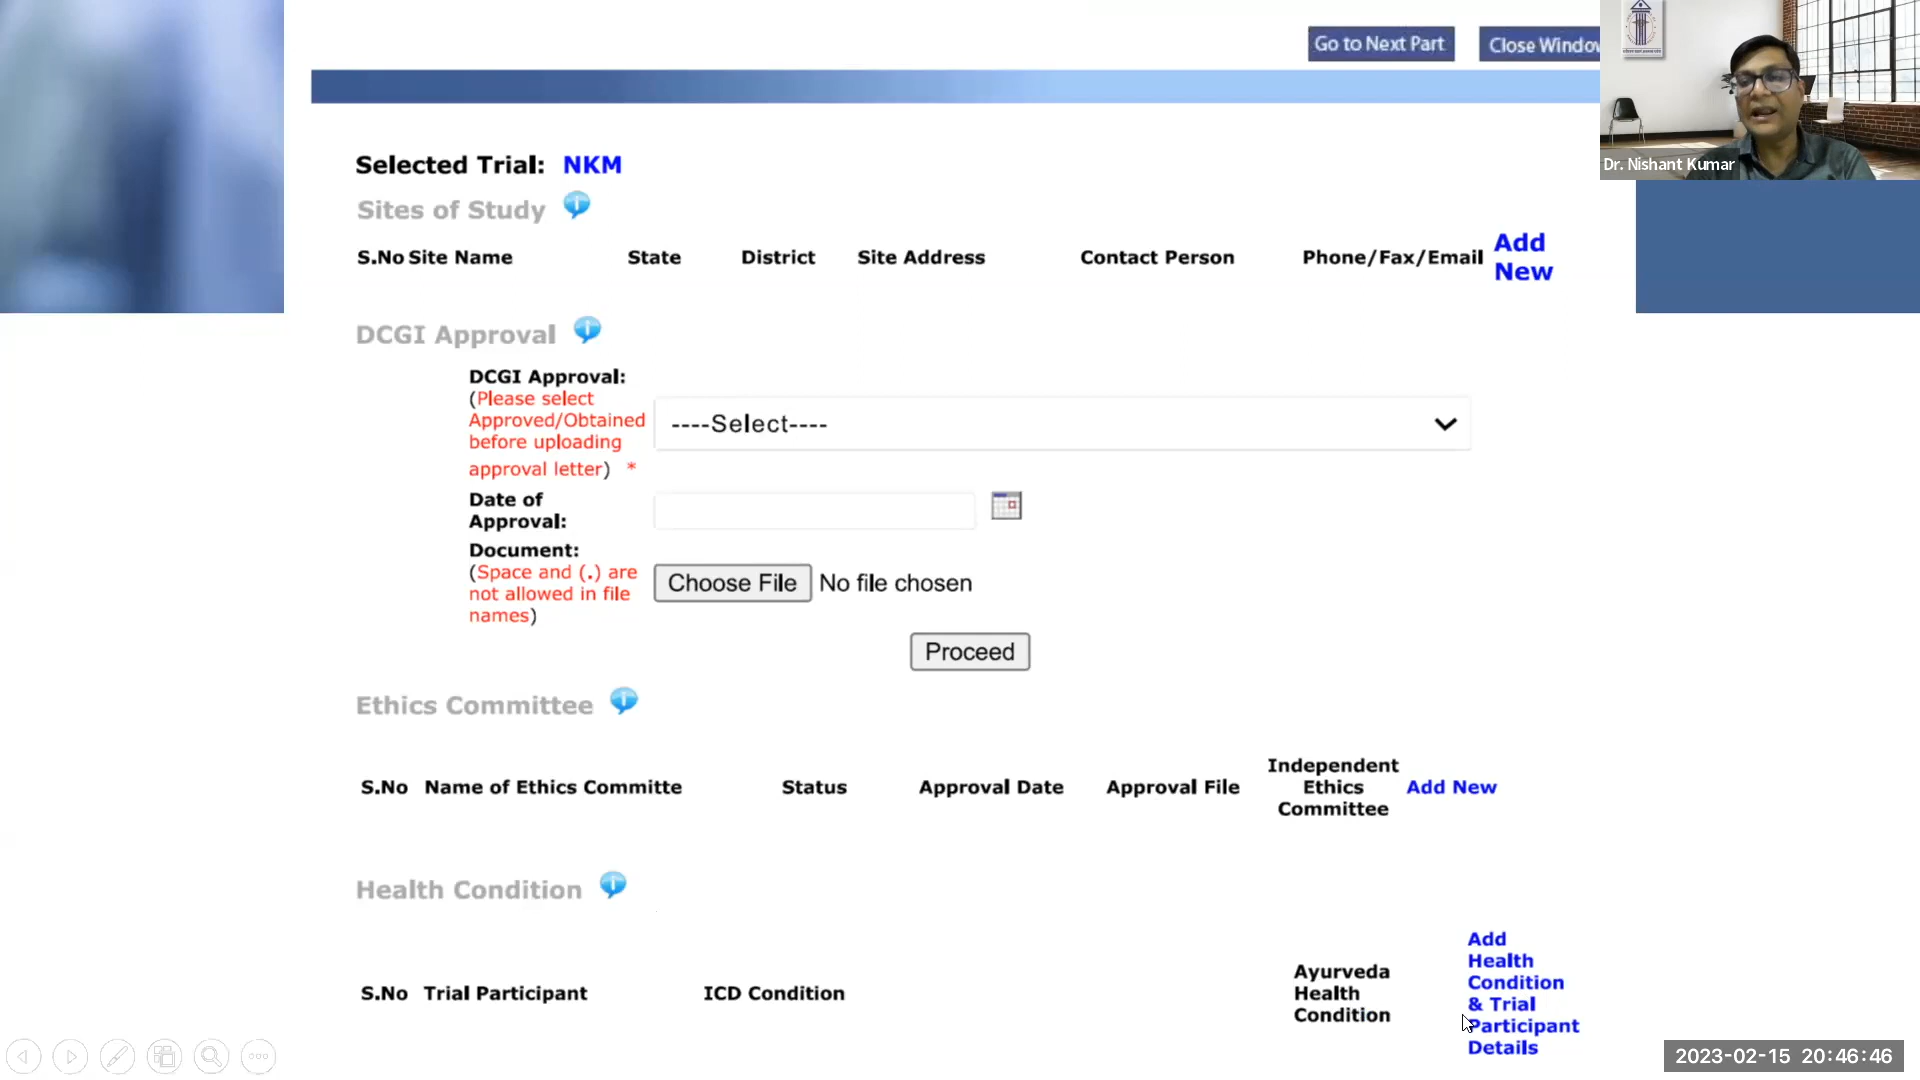 Go to Next Part
Close Window
Dr. Nishant Kumar
Selected Trial: NKM
Sites of Study
S.No Site Name State District Site Address Contact Person Phone/Fax/Email Add New
DCGI Approval
DCGI Approval:
(Please select
Approved/Obtained
before uploading
approval letter) *
----Select----
Date of
Approval:
Document:
(Space and (.) are
not allowed in file
names)
Choose File No file chosen
Proceed
Ethics Committee
S.No Name of Ethics Committe Status Approval Date Approval File
Independent
Ethics
Committee
Add New
Health Condition
S.No Trial Participant ICD Condition
Ayurveda
Health
Condition
Add
Health
Condition
& Trial
Participant
Details
2023-02-15 20:46:46